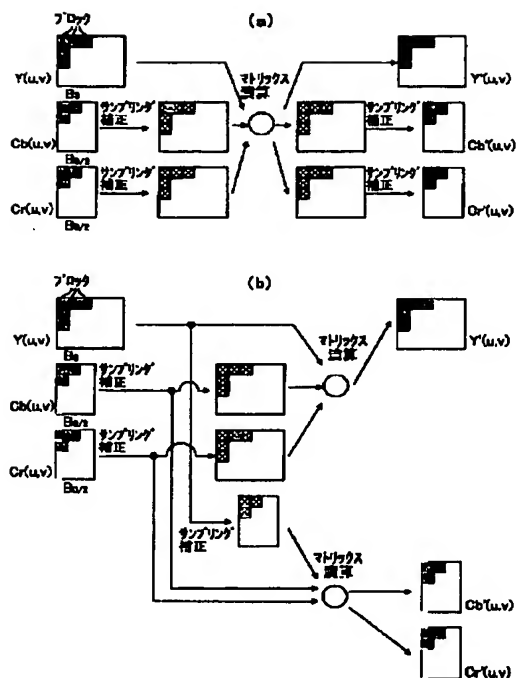 (a)
ブロック
Y(u,v)
Bs
マトリックス
演算
Y'(u,v)
サンプリング
補正
サンプリング
補正
Cb(u,v)
Bs/2
Cb'(u,v)
サンプリング
補正
サンプリング
補正
Cr(u,v)
Bs/2
Cr'(u,v)
(b)
ブロック
Y(u,v)
Bs
マトリックス
演算
Y'(u,v)
サンプリング
補正
Cb(u,v)
Bs/2
サンプリング
補正
Cr(u,v)
Bs/2
サンプリング
補正
マトリックス
演算
Cb'(u,v)
Cr'(u,v)